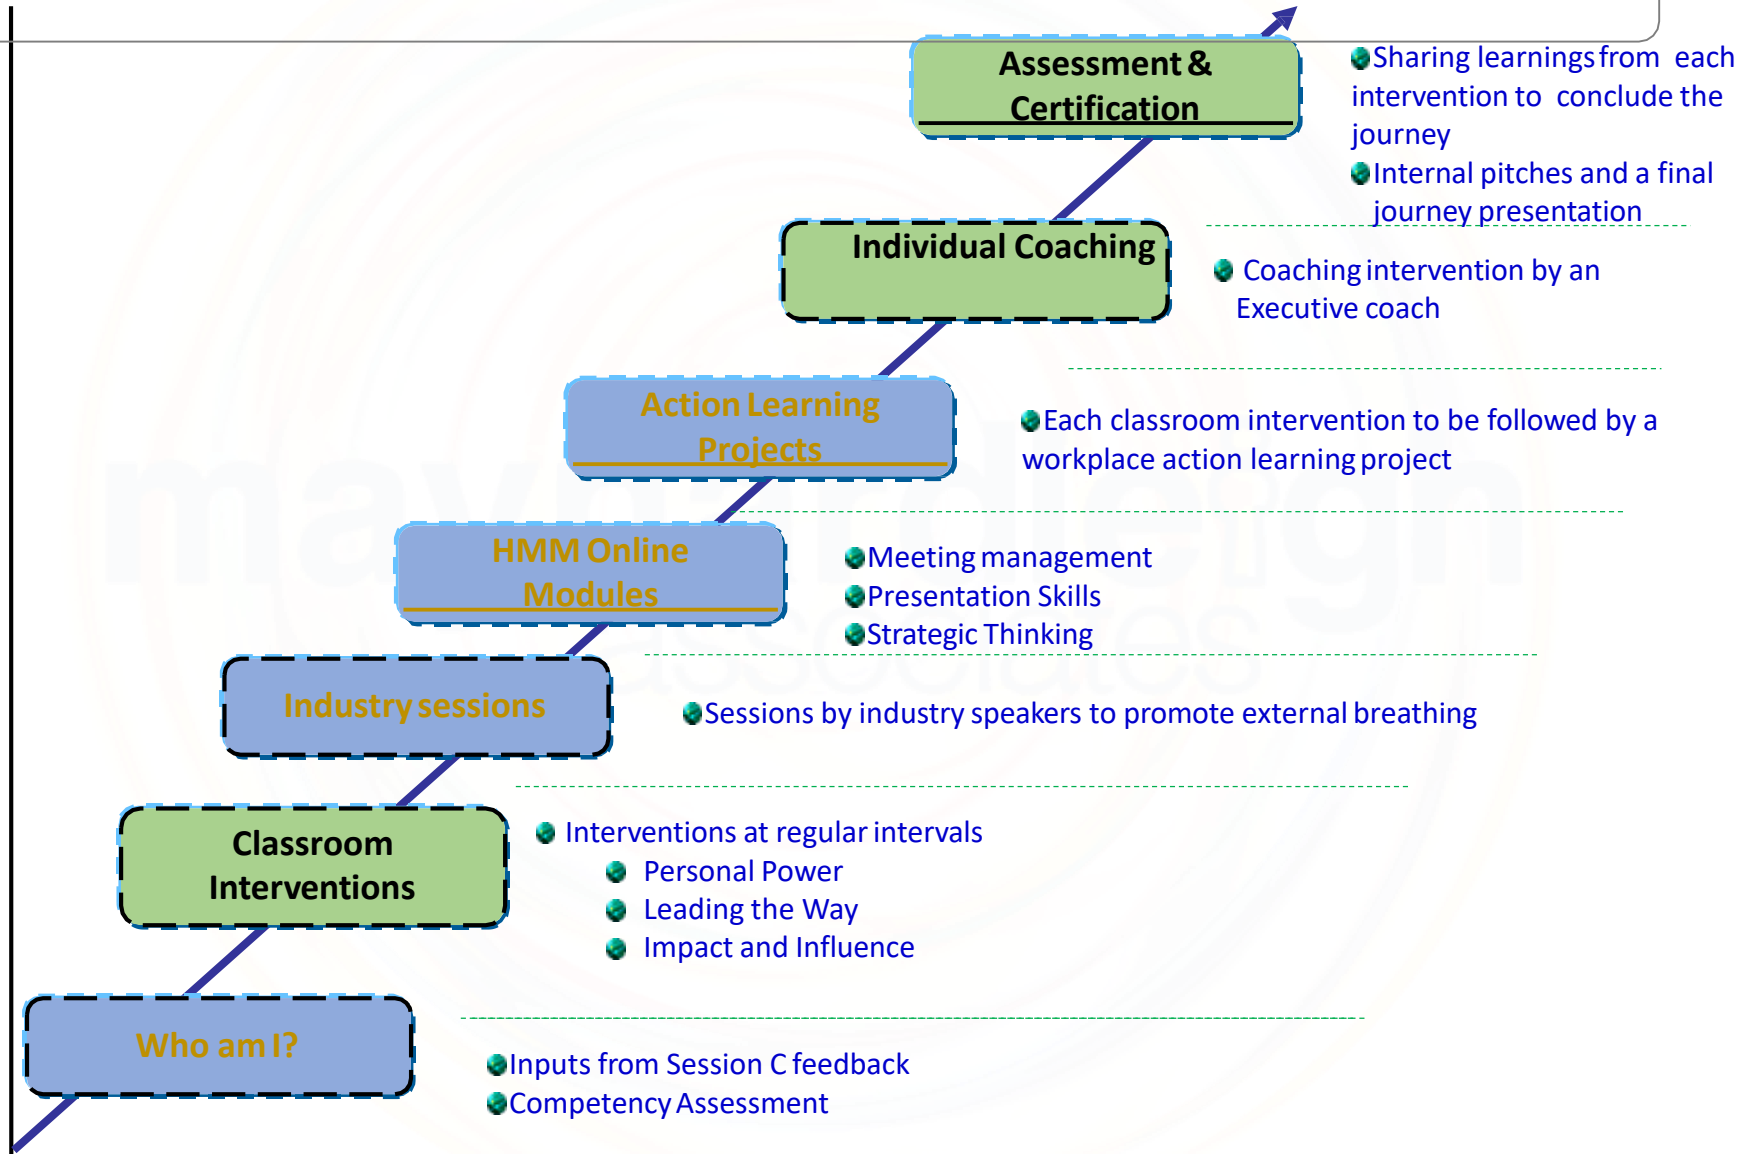 Assessment &
Certification
Sharing learnings from each
intervention to conclude the
journey
Internal pitches and a final
journey presentation
Individual Coaching
Coaching intervention by an
Executive coach
Action Learning
Projects
Each classroom intervention to be followed by a
workplace action learning project
HMM Online
Modules
Meeting management
Presentation Skills
Strategic Thinking
Industry sessions
Sessions by industry speakers to promote external breathing
Classroom
Interventions
Interventions at regular intervals
Personal Power
Leading the Way
Impact and Influence
Who am I?
Inputs from Session C feedback
Competency Assessment
maynardleigh
associates